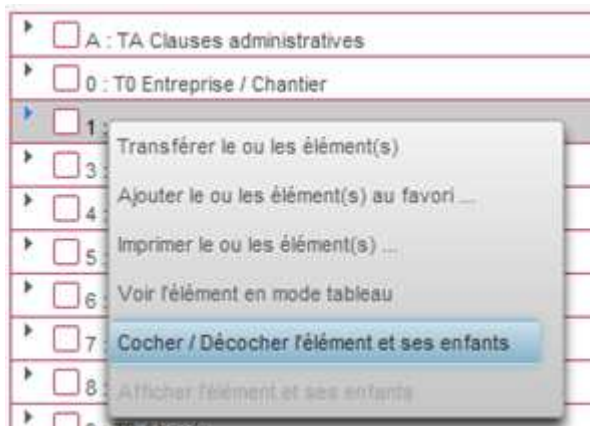 A : TA Clauses administratives
0 : T0 Entreprise / Chantier
1 :
Transférer le ou les élément(s)
3 :
Ajouter le ou les élément(s) au favori ...
4 :
Imprimer le ou les élément(s) ...
5 :
Voir l'élément en mode tableau
6 :
7 :
Cocher / Décocher l'élément et ses enfants
8 :
Afficher l'élément et ses enfants